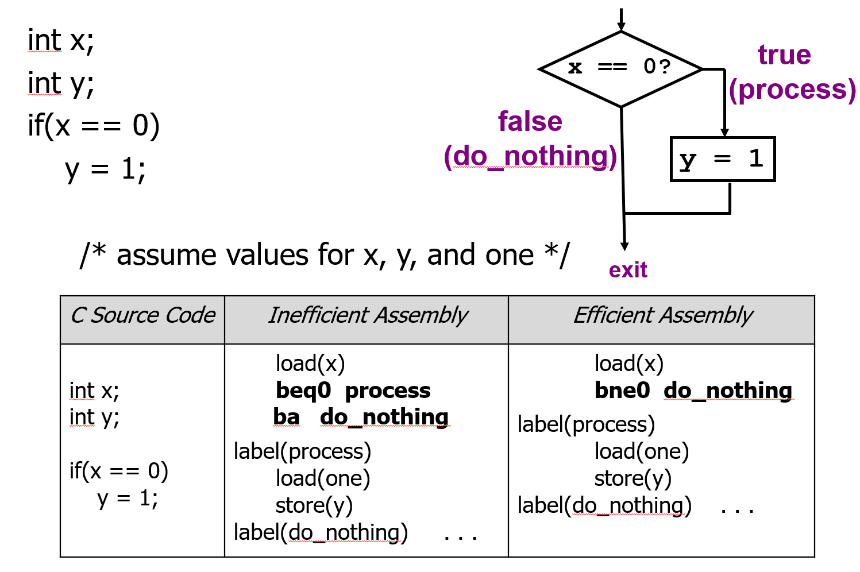 int x;
int y;
if(x == 0)
y = 1;
x == 0?
true
(process)
false
(do_nothing)
y = 1
exit
/* assume values for x, y, and one */
C Source Code
Inefficient Assembly
Efficient Assembly
int x;
int y;
if(x == 0)
y = 1;
load(x)
beq0 process
ba do_nothing
label(process)
load(one)
store(y)
label(do_nothing) ...
load(x)
bne0 do_nothing
label(process)
load(one)
store(y)
label(do_nothing) ...